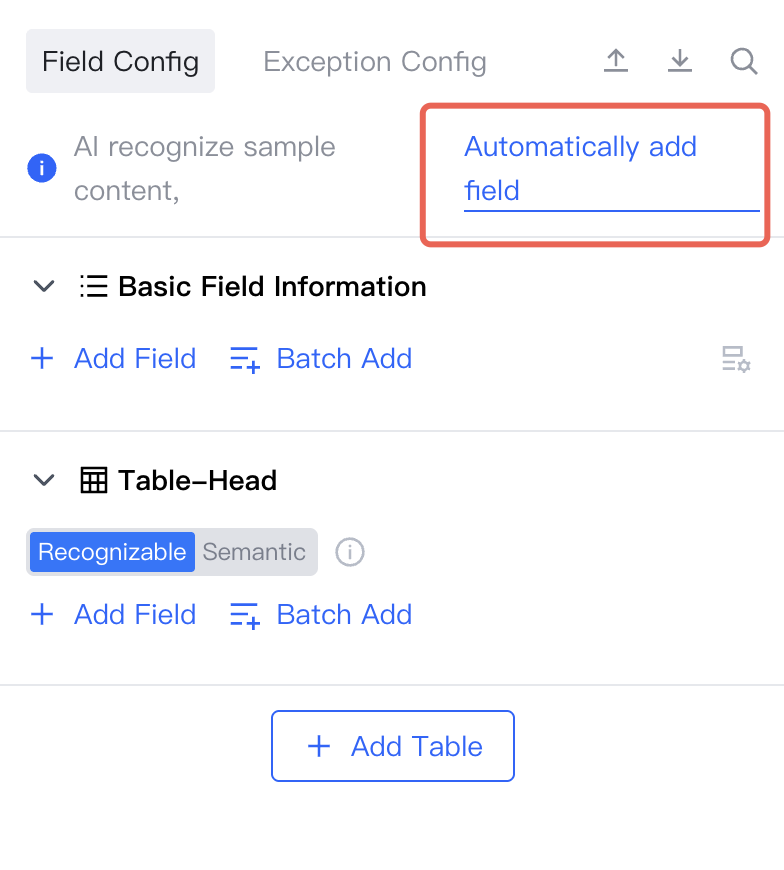 Field Config
Exception Config
AI recognize sample
content,
Automatically add
field
Basic Field Information
Add Field
Batch Add
Table-Head
Recognizable
Semantic
Add Field
Batch Add
Add Table